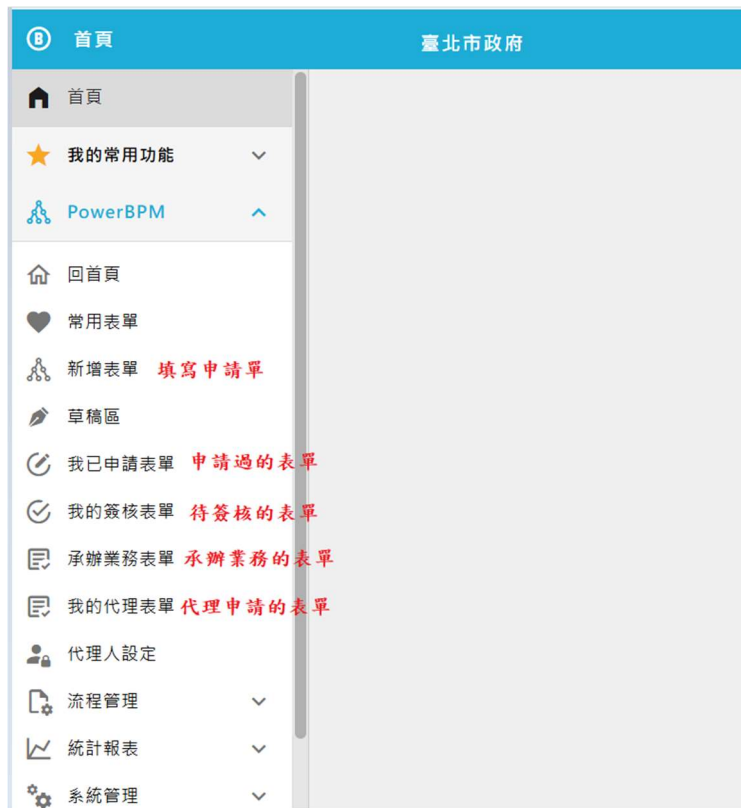 B 首頁 臺北市政府
首頁
我的常用功能
PowerBPM
回首頁
常用表單
新增表單 填寫申請單
草稿區
我已申請表單 申請過的表單
我的簽核表單 待簽核的表單
承辦業務表單 承辦業務的表單
我的代理表單 代理申請的表單
代理人設定
流程管理
統計報表
系統管理